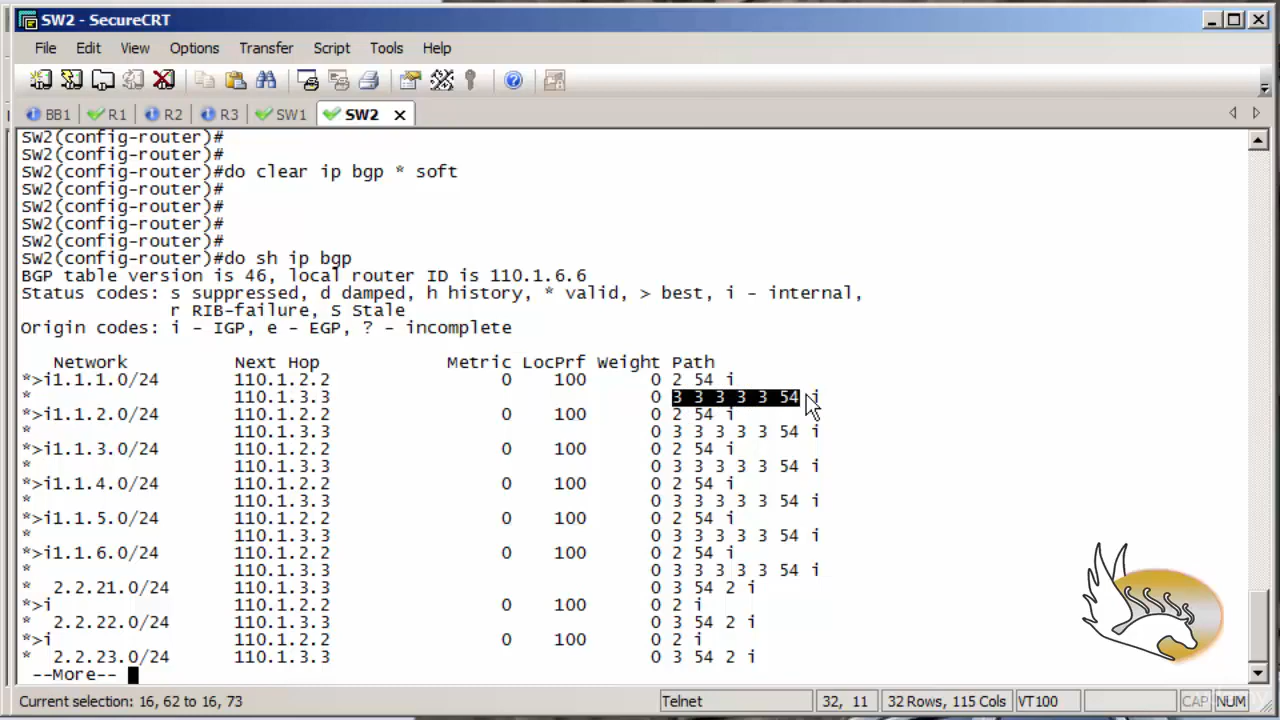 SW2 - SecureCRT
File Edit View Options Transfer Script Tools Help
BB1 R1 R2 R3 SW1 SW2
SW2(config-router)#
SW2(config-router)#
SW2(config-router)#do clear ip bgp * soft
SW2(config-router)#
SW2(config-router)#
SW2(config-router)#
SW2(config-router)#
SW2(config-router)#do sh ip bgp
BGP table version is 46, local router ID is 110.1.6.6
Status codes: s suppressed, d damped, h history, * valid, > best, i - internal,
r RIB-failure, S Stale
Origin codes: i - IGP, e - EGP, ? - incomplete
Network Next Hop Metric LocPrf Weight Path
*>i1.1.1.0/24 110.1.2.2 0 100 0 2 54 i
* 110.1.3.3 0 3 3 3 3 3 54 i
*>i1.1.2.0/24 110.1.2.2 0 100 0 2 54 i
* 110.1.3.3 0 3 3 3 3 3 54 i
*>i1.1.3.0/24 110.1.2.2 0 100 0 2 54 i
* 110.1.3.3 0 3 3 3 3 3 54 i
*>i1.1.4.0/24 110.1.2.2 0 100 0 2 54 i
* 110.1.3.3 0 3 3 3 3 3 54 i
*>i1.1.5.0/24 110.1.2.2 0 100 0 2 54 i
* 110.1.3.3 0 3 3 3 3 3 54 i
*>i1.1.6.0/24 110.1.2.2 0 100 0 2 54 i
* 110.1.3.3 0 3 3 3 3 3 54 i
* 2.2.21.0/24 110.1.3.3 0 3 54 2 i
*>i 110.1.2.2 0 100 0 2 i
* 2.2.22.0/24 110.1.3.3 0 3 54 2 i
*>i 110.1.2.2 0 100 0 2 i
* 2.2.23.0/24 110.1.3.3 0 3 54 2 i
--More--
Current selection: 16, 62 to 16, 73 Telnet 32, 11 32 Rows, 115 Cols VT100 CAP NUM